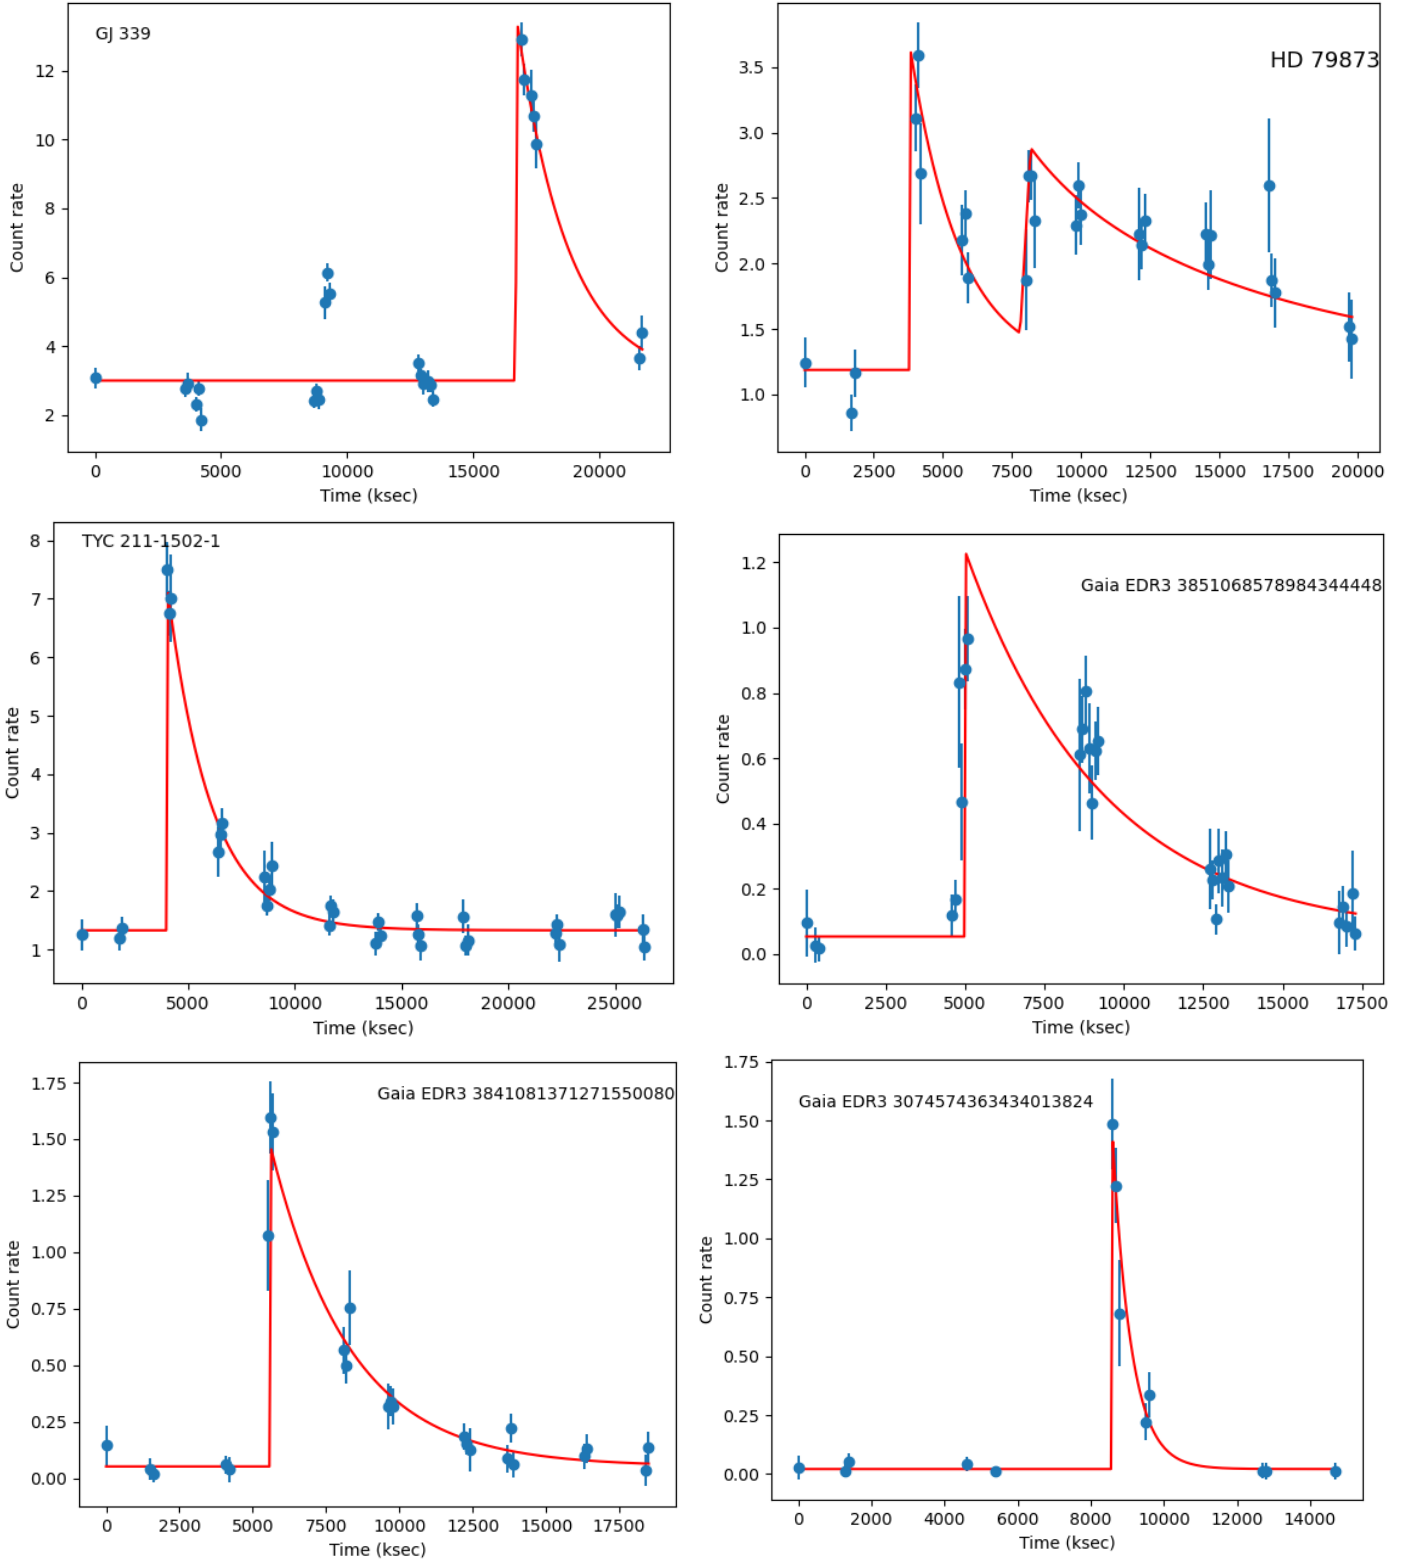 GJ 339
12
10
8
6
4
2
Count rate
0 5000 10000 15000 20000
Time (ksec)
HD 79873
3.5
3.0
2.5
2.0
1.5
1.0
Count rate
0 2500 5000 7500 10000 12500 15000 17500 20000
Time (ksec)
TYC 211-1502-1
8
7
6
5
4
3
2
1
Count rate
0 5000 10000 15000 20000 25000
Time (ksec)
Gaia EDR3 3851068578984344448
1.2
1.0
0.8
0.6
0.4
0.2
0.0
Count rate
0 2500 5000 7500 10000 12500 15000 17500
Time (ksec)
Gaia EDR3 3841081371271550080
1.75
1.50
1.25
1.00
0.75
0.50
0.25
0.00
Count rate
0 2500 5000 7500 10000 12500 15000 17500
Time (ksec)
Gaia EDR3 3074574363434013824
1.75
1.50
1.25
1.00
0.75
0.50
0.25
0.00
Count rate
0 2000 4000 6000 8000 10000 12000 14000
Time (ksec)